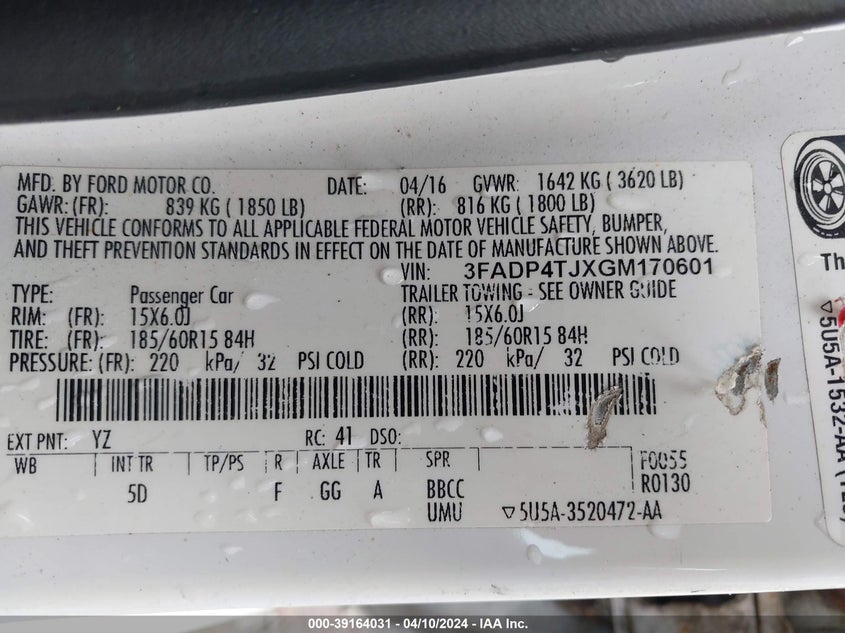 MFD. BY FORD MOTOR CO. DATE: 04/16 GVWR: 1642 KG ( 3620 LB)
GAWR: (FR): 839 KG ( 1850 LB) (RR): 816 KG ( 1800 LB)
THIS VEHICLE CONFORMS TO ALL APPLICABLE FEDERAL MOTOR VEHICLE SAFETY, BUMPER,
AND THEFT PREVENTION STANDARDS IN EFFECT ON THE DATE OF MANUFACTURE SHOWN ABOVE.
VIN: 3FADP4TJXGM170601
TYPE: Passenger Car TRAILER TOWING - SEE OWNER GUIDE
RIM: (FR): 15X6.0J (RR): 15X6.0J
TIRE: (FR): 185/60R15 84H (RR): 185/60R15 84H
PRESSURE: (FR): 220 kPa/ 32 PSI COLD (RR): 220 kPa/ 32 PSI COLD
EXT PNT: YZ RC: 41 DSO:
WB INT TR TP/PS R AXLE TR SPR F0055
5D F GG A BBCC R0130
UMU ▽5U5A-3520472-AA
▽5U5A-1532-AA
000-39164031 - 04/10/2024 - IAA Inc.